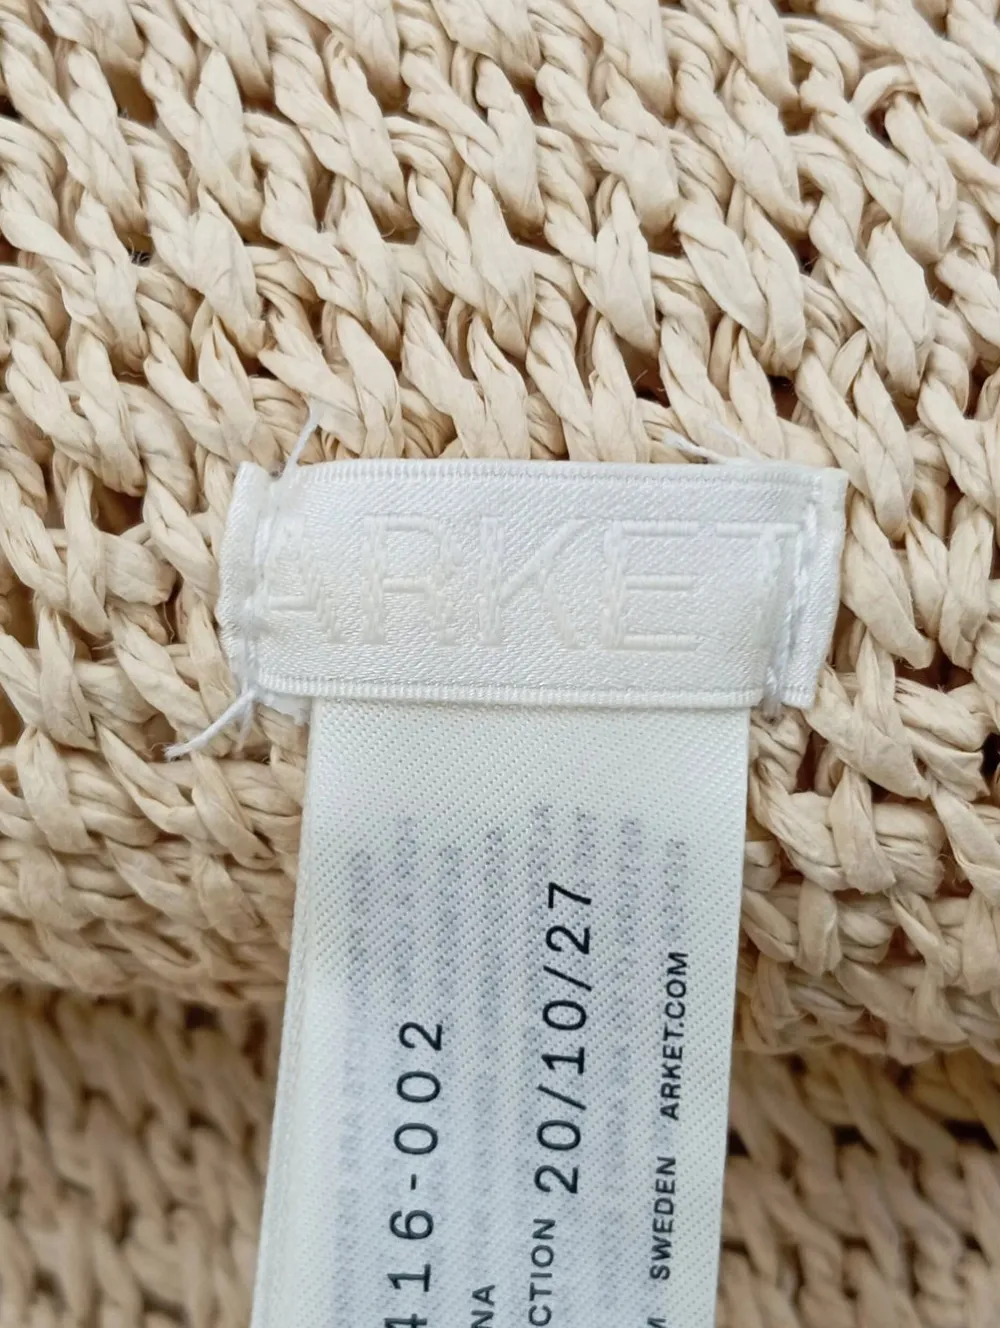 ARKET
416-002
NA
CTION 20/10/27
M SWEDEN ARKET.COM